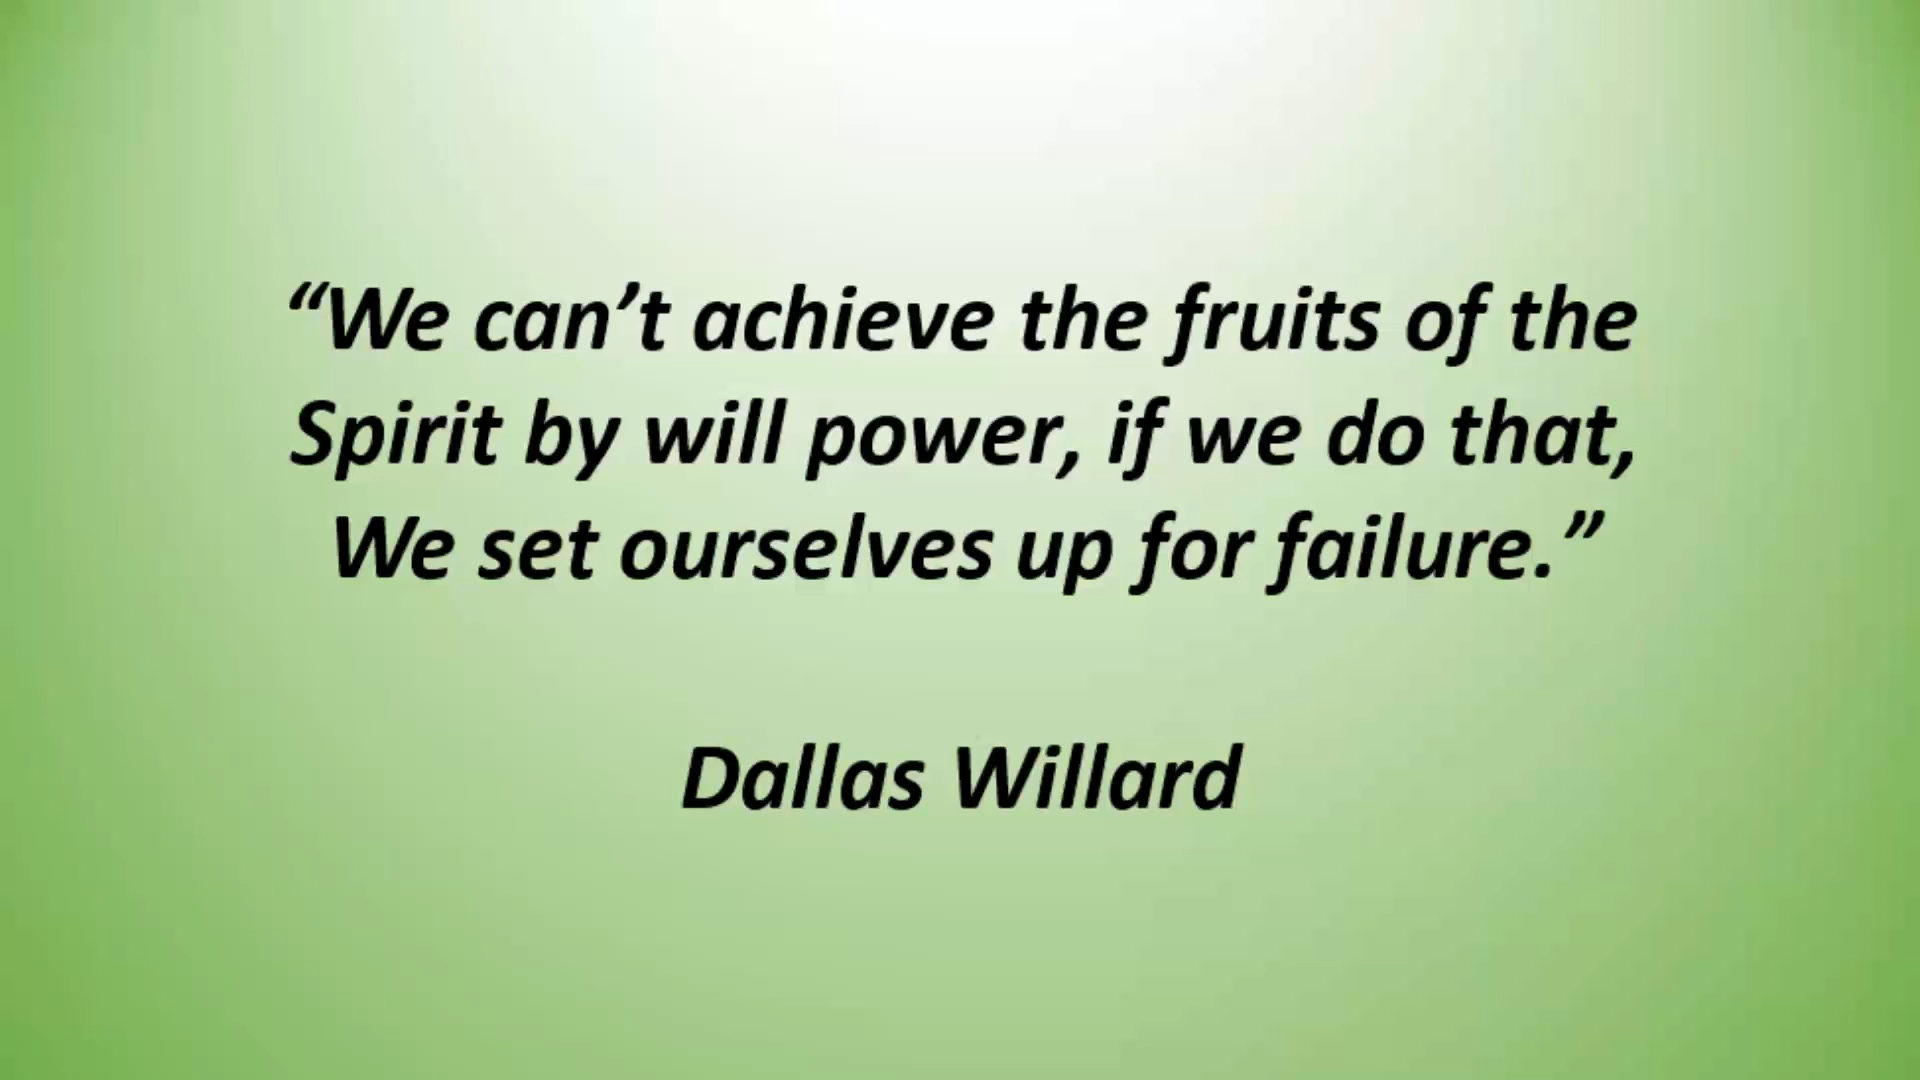 “We can’t achieve the fruits of the
Spirit by will power, if we do that,
We set ourselves up for failure.”
Dallas Willard